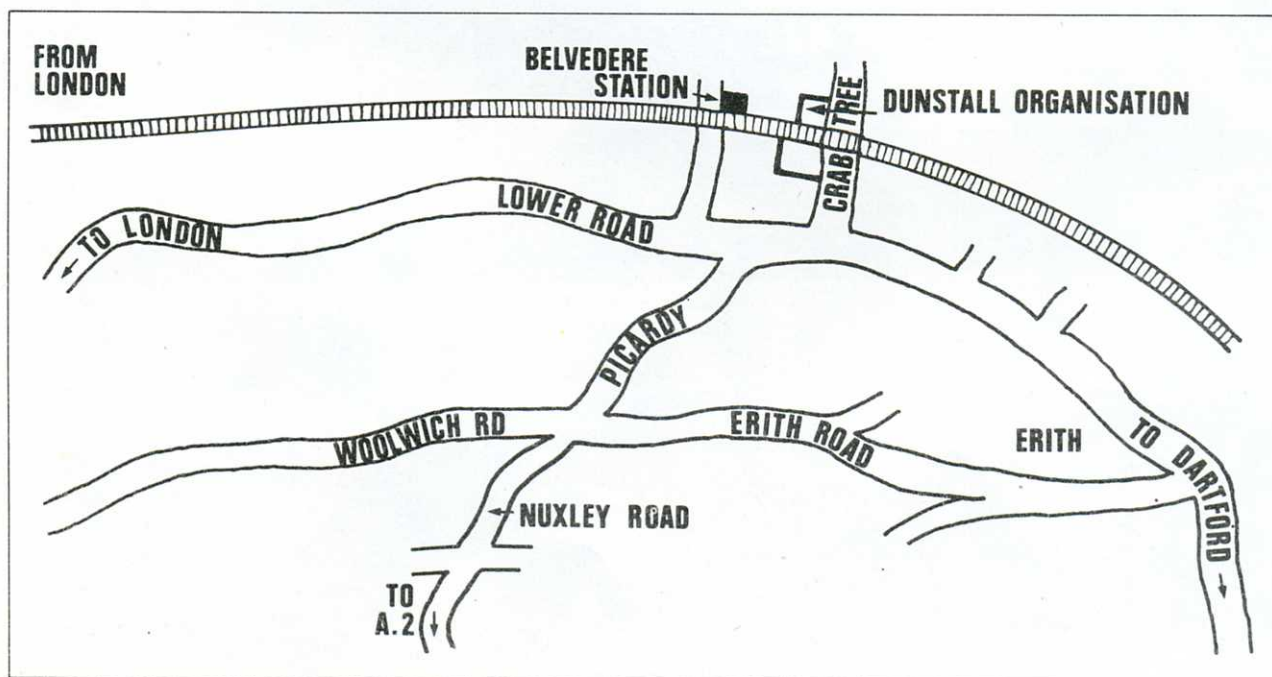 FROM
LONDON
BELVEDERE
STATION
DUNSTALL ORGANISATION
CRAB TREE
LOWER ROAD
TO LONDON
PICARDY
WOOLWICH RD
ERITH ROAD
ERITH
TO DARTFORD
NUXLEY ROAD
TO
A.2